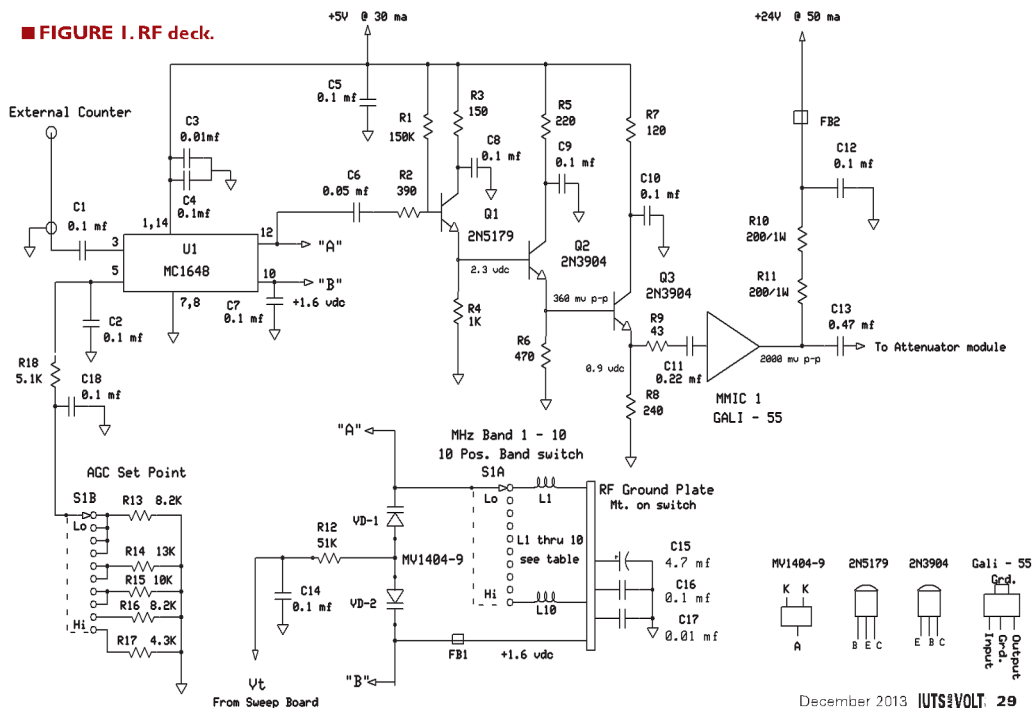 ■ FIGURE 1. RF deck.
+5V @ 30 ma
+24V @ 50 ma
External Counter
C5
0.1 mf
C3
0.01mf
C4
0.1mf
R1
150K
R3
150
R5
220
R7
120
FB2
C8
0.1 mf
C9
0.1 mf
C10
0.1 mf
C12
0.1 mf
C6
0.05 mf
R2
390
C1
0.1 mf
1,14
3
12
"A"
U1
MC1648
5
10
"B"
7,8
+1.6 vdc
C7
0.1 mf
C2
0.1 mf
Q1
2N5179
Q2
2N3904
Q3
2N3904
2.3 vdc
360 mv p-p
0.9 vdc
R4
1K
R6
470
R8
240
R9
43
C11
0.22 mf
R10
200/1W
R11
200/1W
C13
0.47 mf
2000 mv p-p
To Attenuator module
MMIC 1
GALI - 55
R18
5.1K
C18
0.1 mf
AGC Set Point
S1B
Lo
Hi
R13 8.2K
R14 13K
R15 10K
R16 8.2K
R17 4.3K
"A"
VD-1
R12
51K
MV1404-9
VD-2
C14
0.1 mf
Vt
From Sweep Board
"B"
FB1
+1.6 vdc
MHz Band 1 - 10
10 Pos. Band switch
S1A
Lo
L1
L1 thru 10
see table
Hi
L10
RF Ground Plate
Mt. on switch
C15
4.7 mf
C16
0.1 mf
C17
0.01 mf
MV1404-9
K K
A
2N5179
B E C
2N3904
E B C
Gali - 55
Grd.
Input
Grd.
Output
December 2013 NUTS AND VOLTS 29